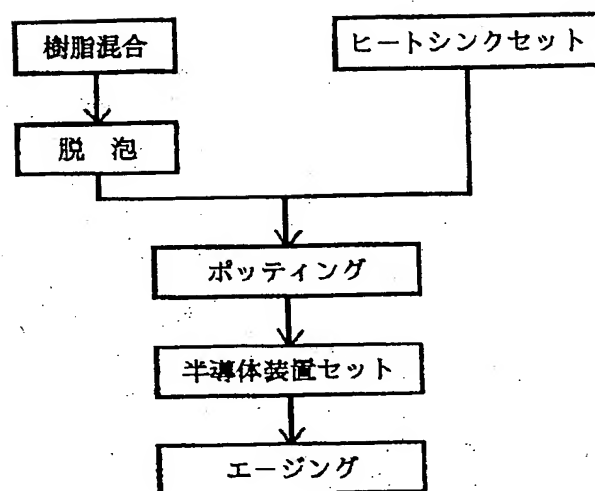 樹脂混合
ヒートシンクセット
脱 泡
ポッティング
半導体装置セット
エージング